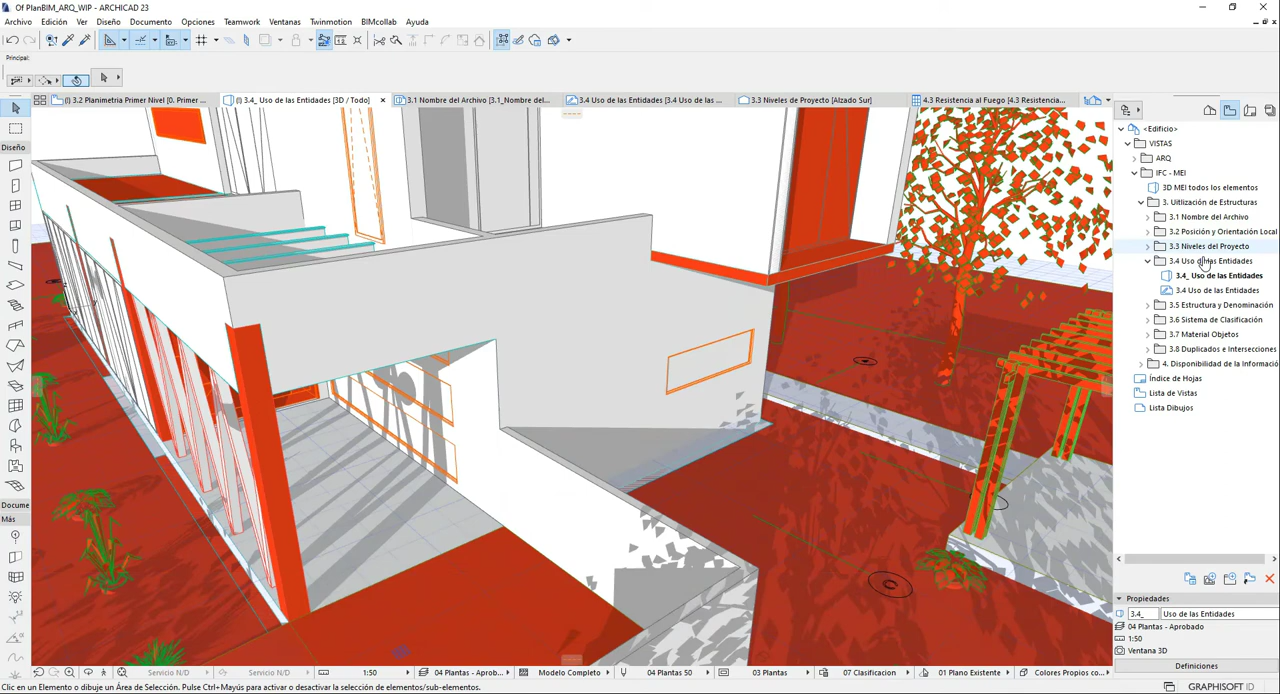 Of PlanBIM_ARQ_WIP - ARCHICAD 23
Archivo Edición Ver Diseño Documento Opciones Teamwork Ventanas Twinmotion BIMcollab Ayuda
Principal:
(I) 3.2 Planimetria Primer Nivel [0. Primer ...
(I) 3.4_ Uso de las Entidades [3D / Todo]
3.1 Nombre del Archivo [3.1_Nombre del...
3.4 Uso de las Entidades [3.4 Uso de las ...
3.3 Niveles de Proyecto [Alzado Sur]
4.3 Resistencia al Fuego [4.3 Resistencia...
Diseño
Docume
Más
<Edificio>
VISTAS
ARQ
IFC - MEI
3D MEI todos los elementos
3. Utilización de Estructuras
3.1 Nombre del Archivo
3.2 Posición y Orientación Local
3.3 Niveles del Proyecto
3.4 Uso de las Entidades
3.4_ Uso de las Entidades
3.4 Uso de las Entidades
3.5 Estructura y Denominación
3.6 Sistema de Clasificación
3.7 Material Objetos
3.8 Duplicados e Intersecciones
4. Disponibilidad de la Informació
Índice de Hojas
Lista de Vistas
Lista Dibujos
Propiedades
3.4_ Uso de las Entidades
04 Plantas - Aprobado
1:50
Ventana 3D
Definiciones
Servicio N/D Servicio N/D 1:50 04 Plantas - Aprob... Modelo Completo 04 Plantas 50 03 Plantas 07 Clasificacion 01 Plano Existente Colores Propios co...
Clic en un Elemento o dibuje un Área de Selección. Pulse Ctrl+Mayús para activar o desactivar la selección de elementos/sub-elementos.
GRAPHISOFT ID